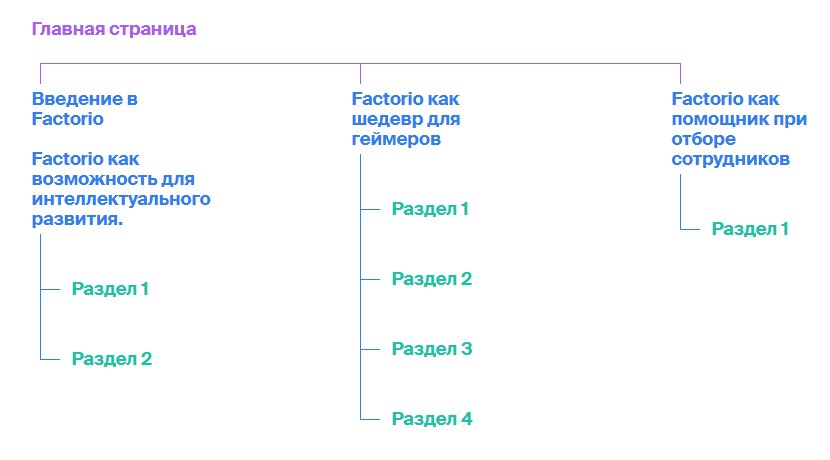 Главная страница
Введение в
Factorio
Factorio как
возможность для
интеллектуального
развития.
Раздел 1
Раздел 2
Factorio как
шедевр для
геймеров
Раздел 1
Раздел 2
Раздел 3
Раздел 4
Factorio как
помощник при
отборе
сотрудников
Раздел 1